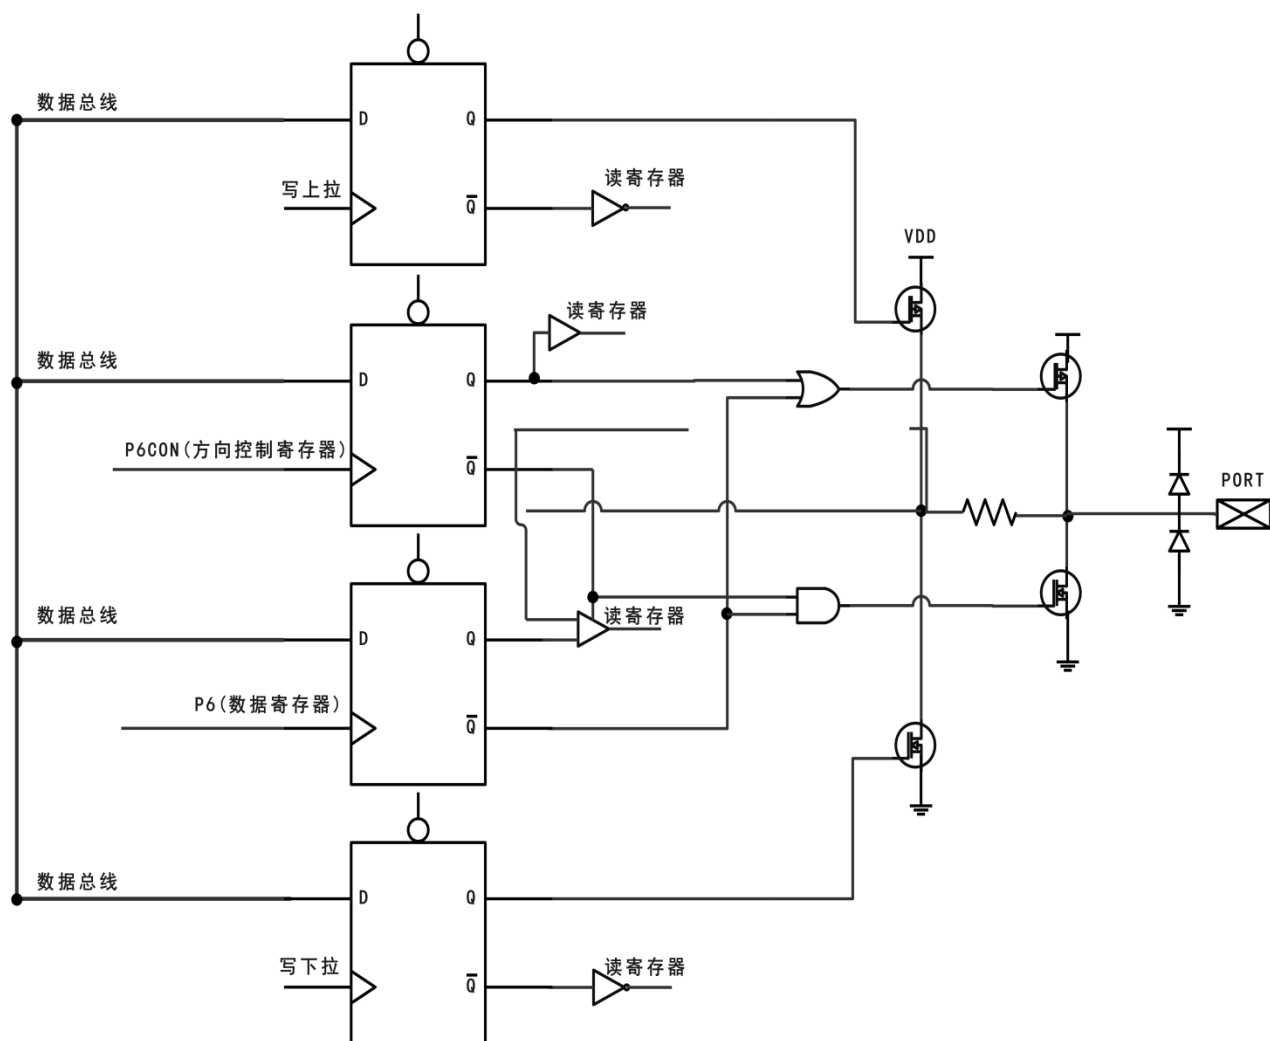 数据总线
D
Q
写上拉
Q
读寄存器
VDD
读寄存器
数据总线
D
Q
P6CON(方向控制寄存器)
Q
PORT
数据总线
D
Q
读寄存器
P6(数据寄存器)
Q
数据总线
D
Q
写下拉
Q
读寄存器